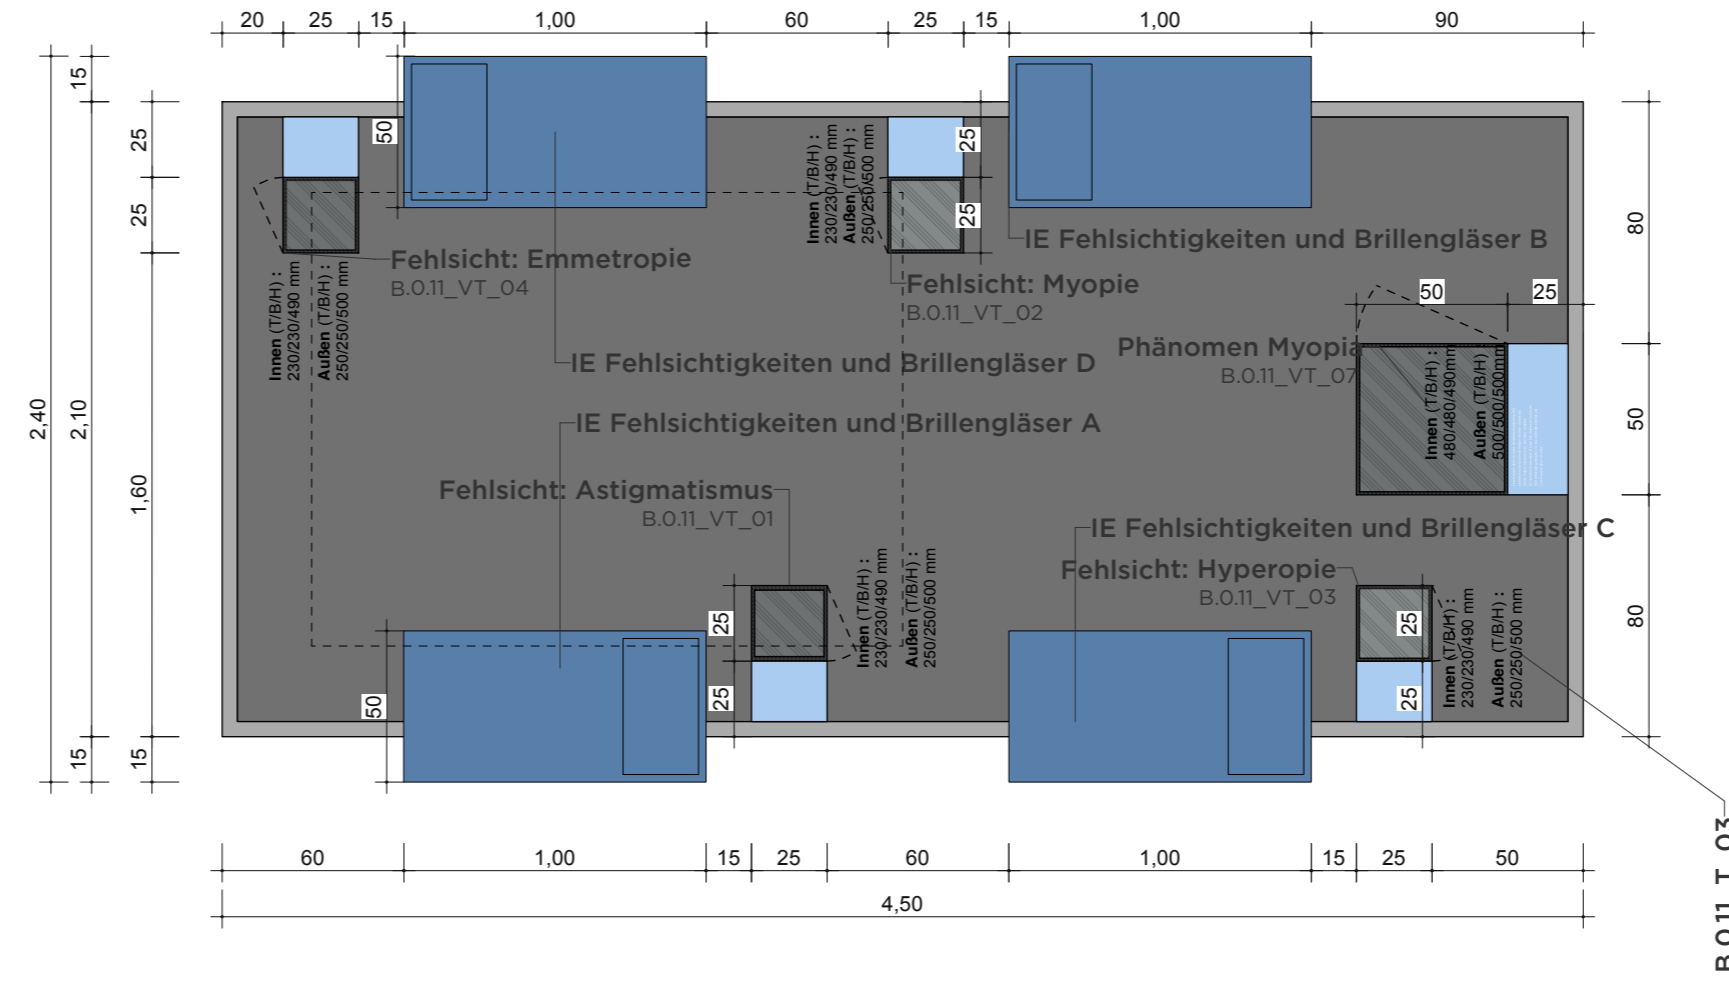 20 25 15 1,00 60 25 15 1,00 90
15
25
25
1,60
15
2,10
15
2,40
50
25
25
Innen (T/B/H) :
230/230/490 mm
Außen (T/B/H) :
250/250/500 mm
IE Fehlsichtigkeiten und Brillengläser B
Fehlsicht: Emmetropie
B.0.11_VT_04
Innen (T/B/H) :
230/230/490 mm
Außen (T/B/H) :
250/250/500 mm
Fehlsicht: Myopie
B.0.11_VT_02
50 25
80
50
80
Phänomen Myopia
B.0.11_VT_07
Innen (T/B/H) :
480/480/490mm
Außen (T/B/H) :
500/500/500mm
IE Fehlsichtigkeiten und Brillengläser D
IE Fehlsichtigkeiten und Brillengläser A
Fehlsicht: Astigmatismus
B.0.11_VT_01
IE Fehlsichtigkeiten und Brillengläser C
Fehlsicht: Hyperopie
B.0.11_VT_03
Innen (T/B/H) :
230/230/490 mm
Außen (T/B/H) :
250/250/500 mm
25
25
50
25
25
Innen (T/B/H) :
230/230/490 mm
Außen (T/B/H) :
250/250/500 mm
B.0.11_T_03
60 1,00 15 25 60 1,00 15 25 50
4,50